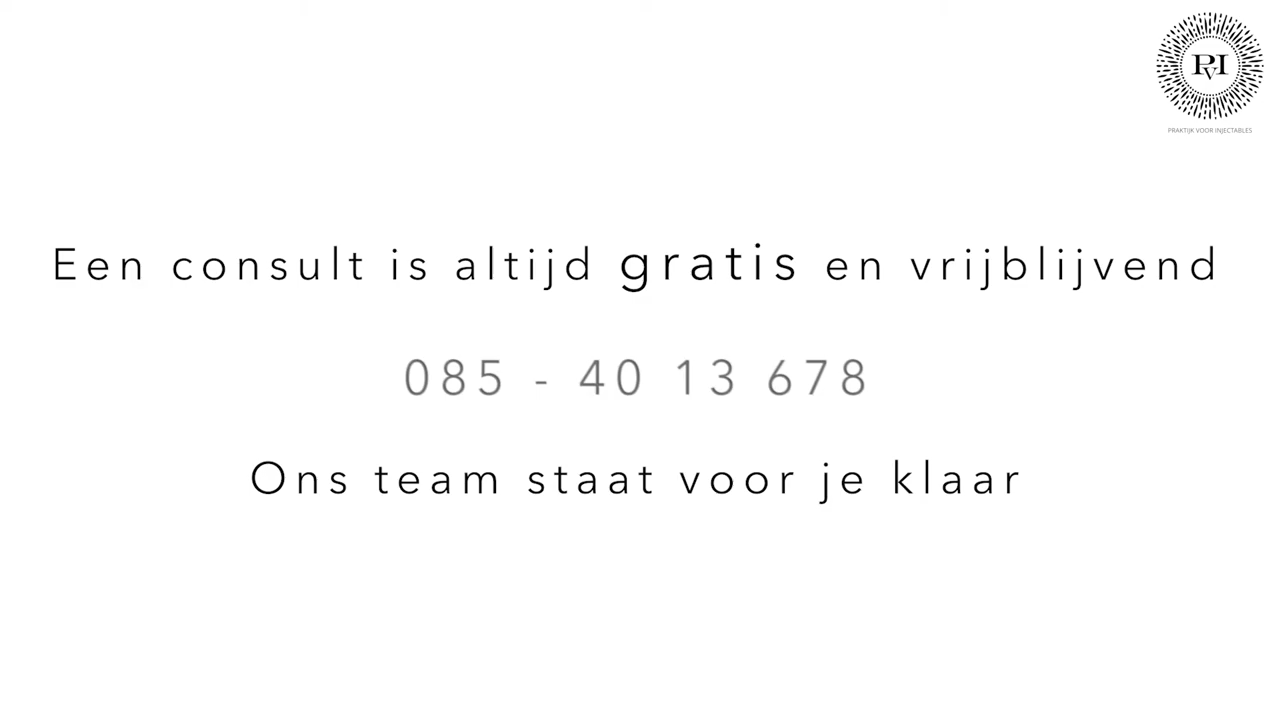 PvI
PRAKTIJK VOOR INJECTABLES
Een consult is altijd gratis en vrijblijvend
085 - 40 13 678
Ons team staat voor je klaar